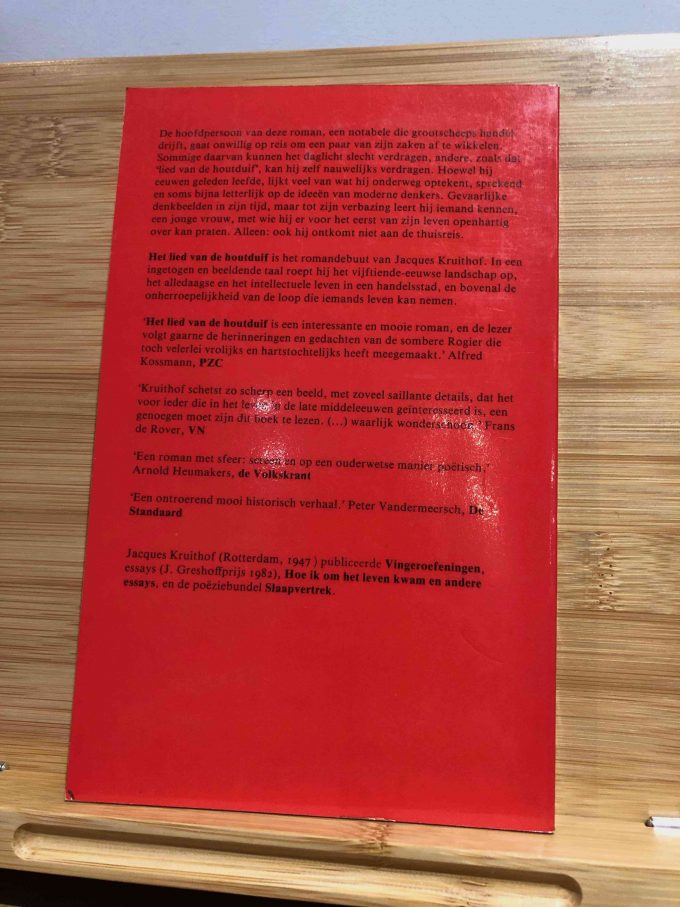 De hoofdpersoon van deze roman, een notabele die grootscheeps handel
drijft, gaat onwillig op reis om een paar van zijn zaken af te wikkelen.
Sommige daarvan kunnen het daglicht slecht verdragen, andere, zoals dat
'lied van de houtduif', kan hij zelf nauwelijks verdragen. Hoewel hij
eeuwen geleden leefde, lijkt veel van wat hij onderweg optekent, sprekend
en soms bijna letterlijk op de ideeën van moderne denkers. Gevaarlijke
denkbeelden in zijn tijd, maar tot zijn verbazing leert hij iemand kennen,
een jonge vrouw, met wie hij er voor het eerst van zijn leven openhartig
over kan praten. Alleen: ook hij ontkomt niet aan de thuisreis.
Het lied van de houtduif is het romandebuut van Jacques Kruithof. In een
ingetogen en beeldende taal roept hij het vijftiende-eeuwse landschap op,
het alledaagse en het intellectuele leven in een handelsstad, en bovenal de
onherroepelijkheid van de loop die iemands leven kan nemen.
'Het lied van de houtduif is een interessante en mooie roman, en de lezer
volgt gaarne de herinneringen en gedachten van de sombere Rogier die
toch velerlei vrolijks en hartstochtelijks heeft meegemaakt.' Alfred
Kossmann, PZC
'Kruithof schetst zo scherp een beeld, met zoveel saillante details, dat het
voor ieder die in het leven in de late middeleeuwen geïnteresseerd is, een
genoegen moet zijn dit boek te lezen. (...) waarlijk wonderschoon.' Frans
de Rover, VN
'Een roman met sfeer: sereen en op een ouderwetse manier poëtisch.'
Arnold Heumakers, de Volkskrant
'Een ontroerend mooi historisch verhaal.' Peter Vandermeersch, De
Standaard
Jacques Kruithof (Rotterdam, 1947 ) publiceerde Vingeroefeningen,
essays (J. Greshoffprijs 1982), Hoe ik om het leven kwam en andere
essays, en de poëziebundel Slaapvertrek.